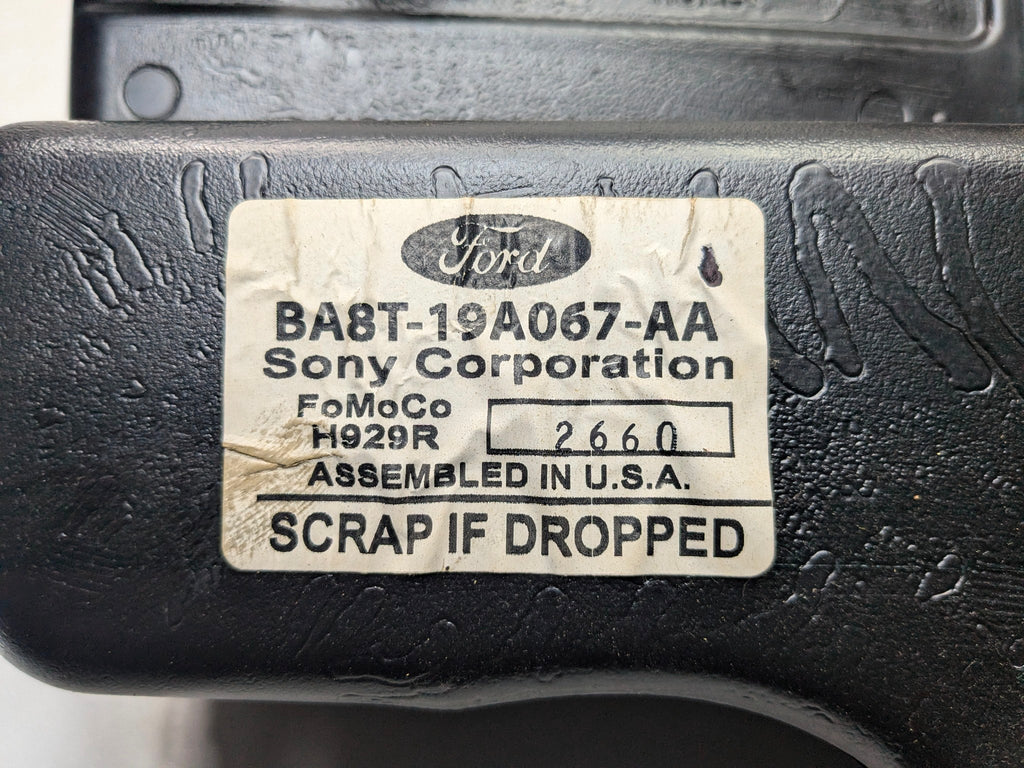 Ford
BA8T-19A067-AA
Sony Corporation
FoMoCo
H929R 2660
ASSEMBLED IN U.S.A.
SCRAP IF DROPPED